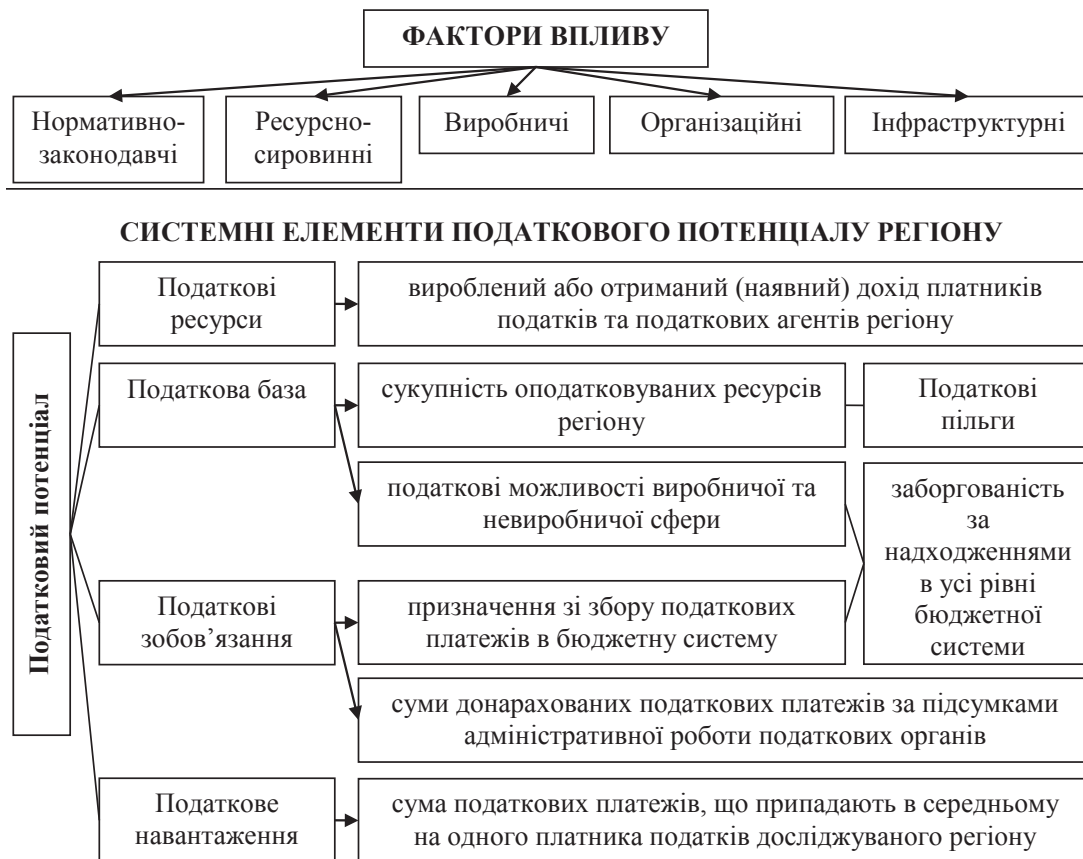 ФАКТОРИ ВПЛИВУ
Нормативно-
законодавчі
Ресурсно-
сировинні
Виробничі
Організаційні
Інфраструктурні
СИСТЕМНІ ЕЛЕМЕНТИ ПОДАТКОВОГО ПОТЕНЦІАЛУ РЕГІОНУ
Податковий потенціал
Податкові
ресурси
вироблений або отриманий (наявний) дохід платників
податків та податкових агентів регіону
Податкова база
сукупність оподатковуваних ресурсів
регіону
Податкові
пільги
податкові можливості виробничої та
невиробничої сфери
заборгованість
за
надходженнями
в усі рівні
бюджетної
системи
Податкові
зобов’язання
призначення зі збору податкових
платежів в бюджетну систему
суми донарахованих податкових платежів за підсумками
адміністративної роботи податкових органів
Податкове
навантаження
сума податкових платежів, що припадають в середньому
на одного платника податків досліджуваного регіону